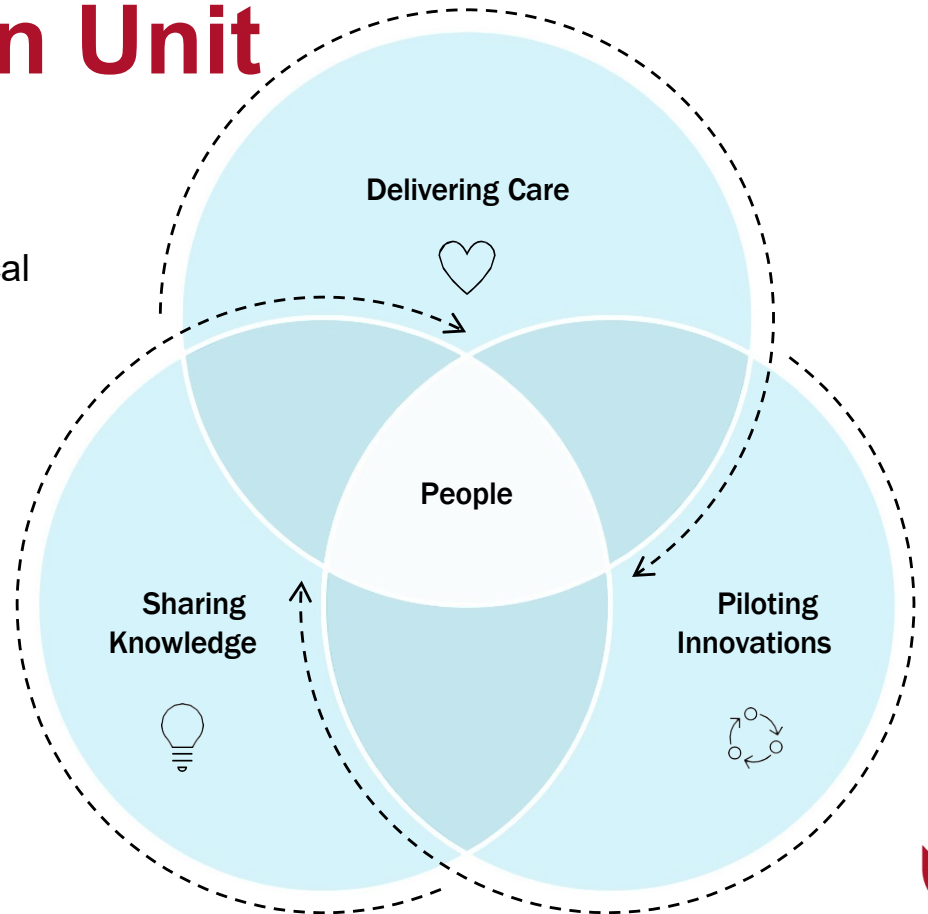 n Unit
Delivering Care
al
People
Sharing
Knowledge
Piloting
Innovations